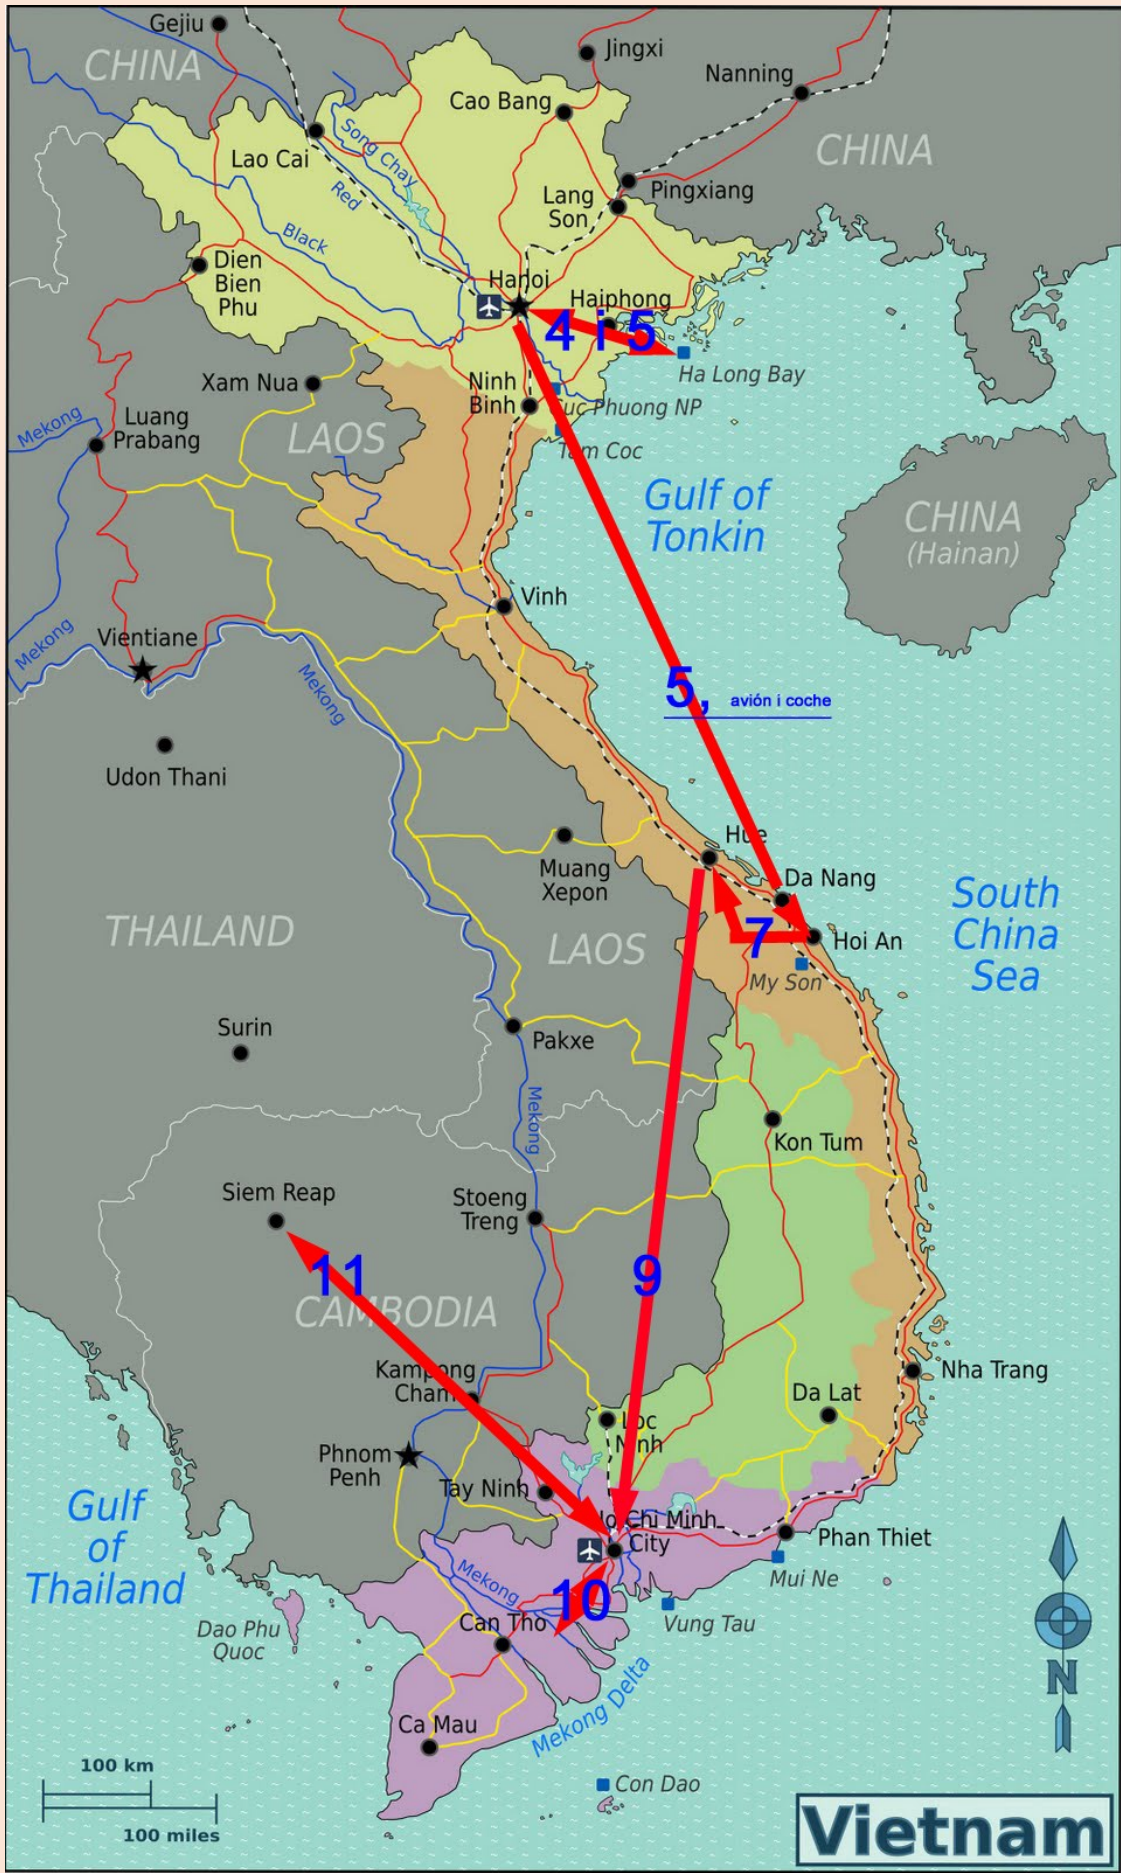 Gejiu
CHINA
Jingxi
Nanning
Cao Bang
Song Chay
CHINA
Lao Cai
Red
Pingxiang
Lang
Son
Black
Dien
Bien
Phu
Hanoi
Haiphong
4 i 5
Ha Long Bay
Xam Nua
Ninh
Binh
Cuc Phuong NP
Luang
Prabang
Mekong
LAOS
Tam Coc
Gulf of
Tonkin
CHINA
(Hainan)
Vinh
Vientiane
Mekong
Mekong
5, avión i coche
Udon Thani
Hue
Muang
Xepon
Da Nang
South
China
Sea
THAILAND
LAOS
7
Hoi An
My Son
Surin
Pakxe
Mekong
Kon Tum
Siem Reap
Stoeng
Treng
11
9
CAMBODIA
Kampong
Cham
Nha Trang
Da Lat
Loc
Ninh
Phnom
Penh
Tay Ninh
Gulf
of
Thailand
Ho Chi Minh
City
Phan Thiet
Mekong
Mui Ne
10
Vung Tau
Dao Phu
Quoc
Can Tho
N
Mekong Delta
Ca Mau
100 km
Con Dao
100 miles
Vietnam